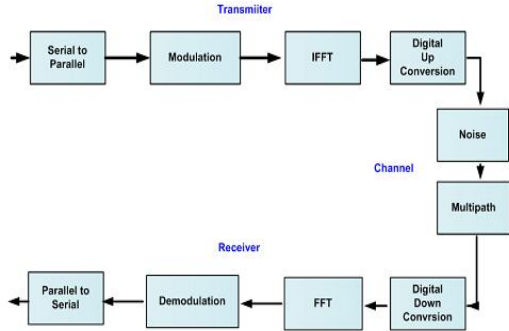 Transmiiter
Serial to
Parallel
Modulation
IFFT
Digital
Up
Conversion
Noise
Channel
Multipath
Receiver
Parallel to
Serial
Demodulation
FFT
Digital
Down
Convrsion